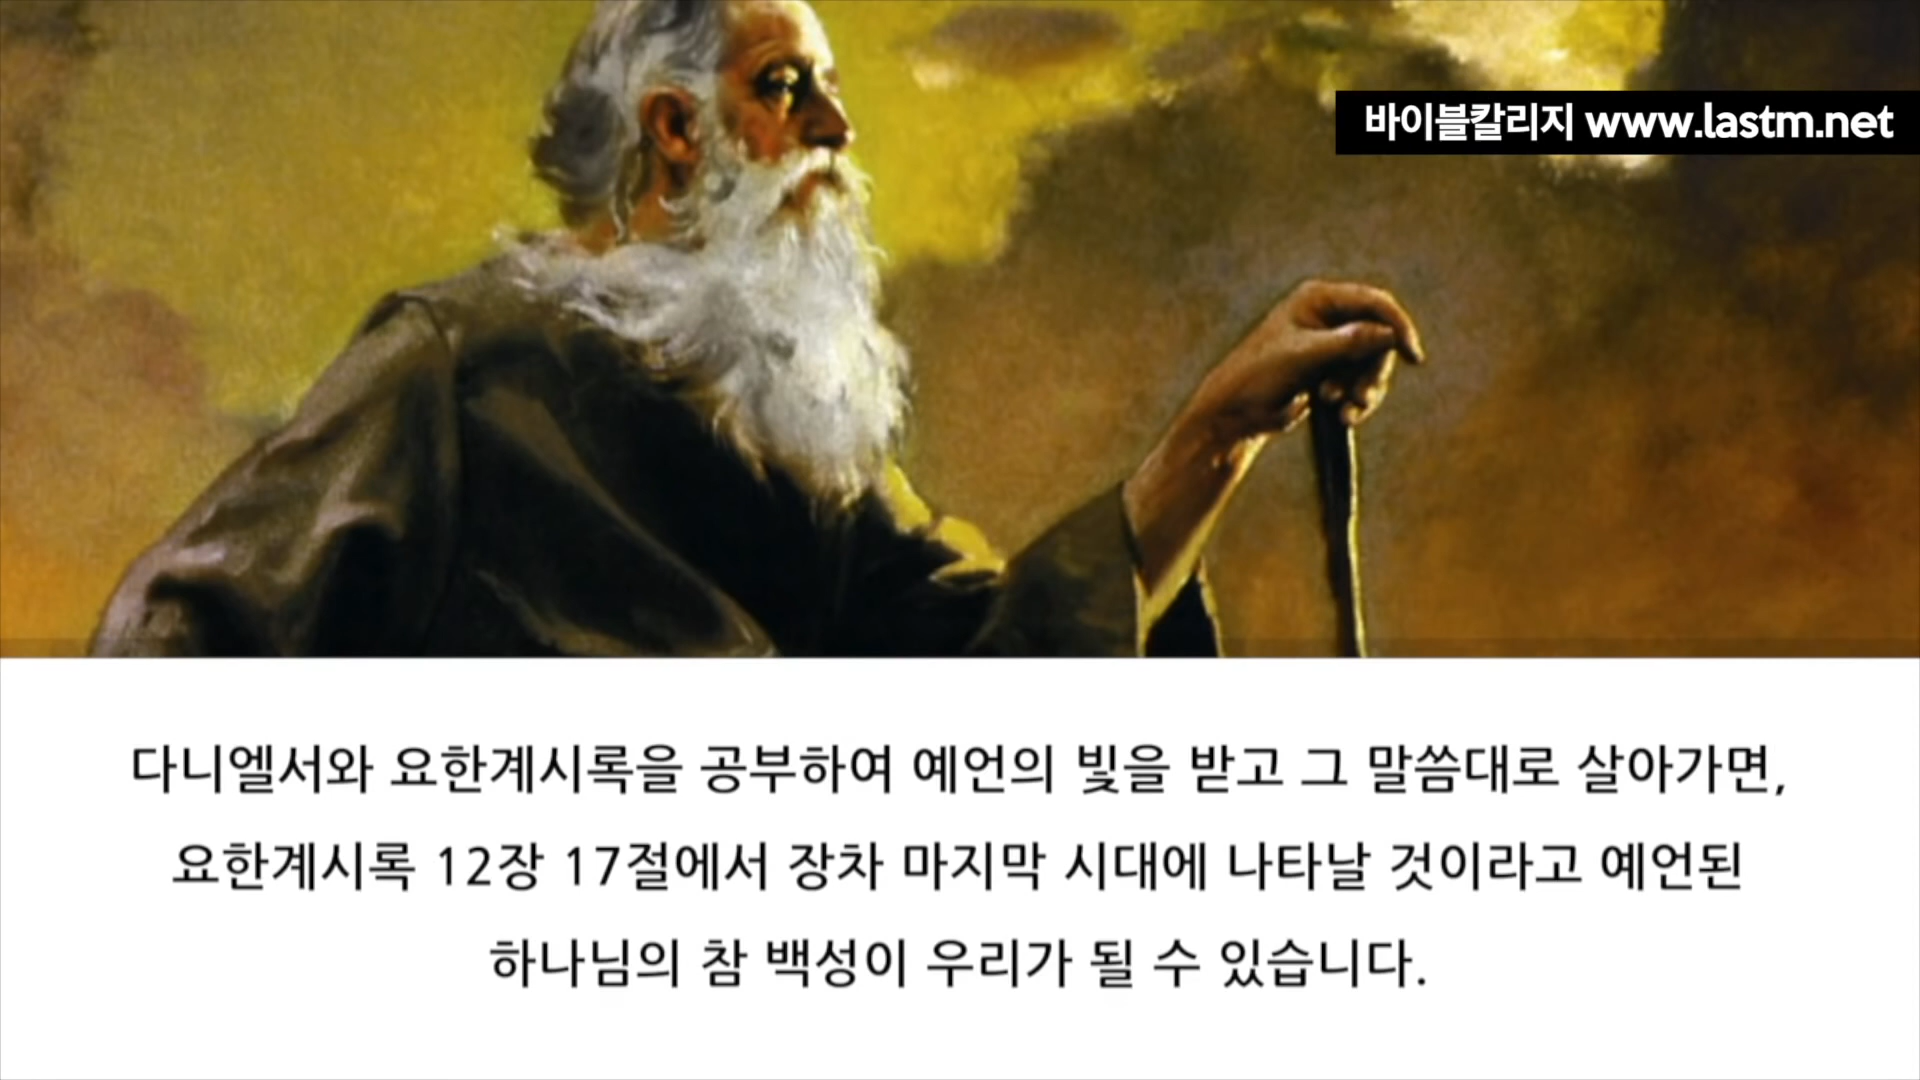 바이블칼리지 www.lastm.net
다니엘서와 요한계시록을 공부하여 예언의 빛을 받고 그 말씀대로 살아가면,
요한계시록 12장 17절에서 장차 마지막 시대에 나타날 것이라고 예언된
하나님의 참 백성이 우리가 될 수 있습니다.